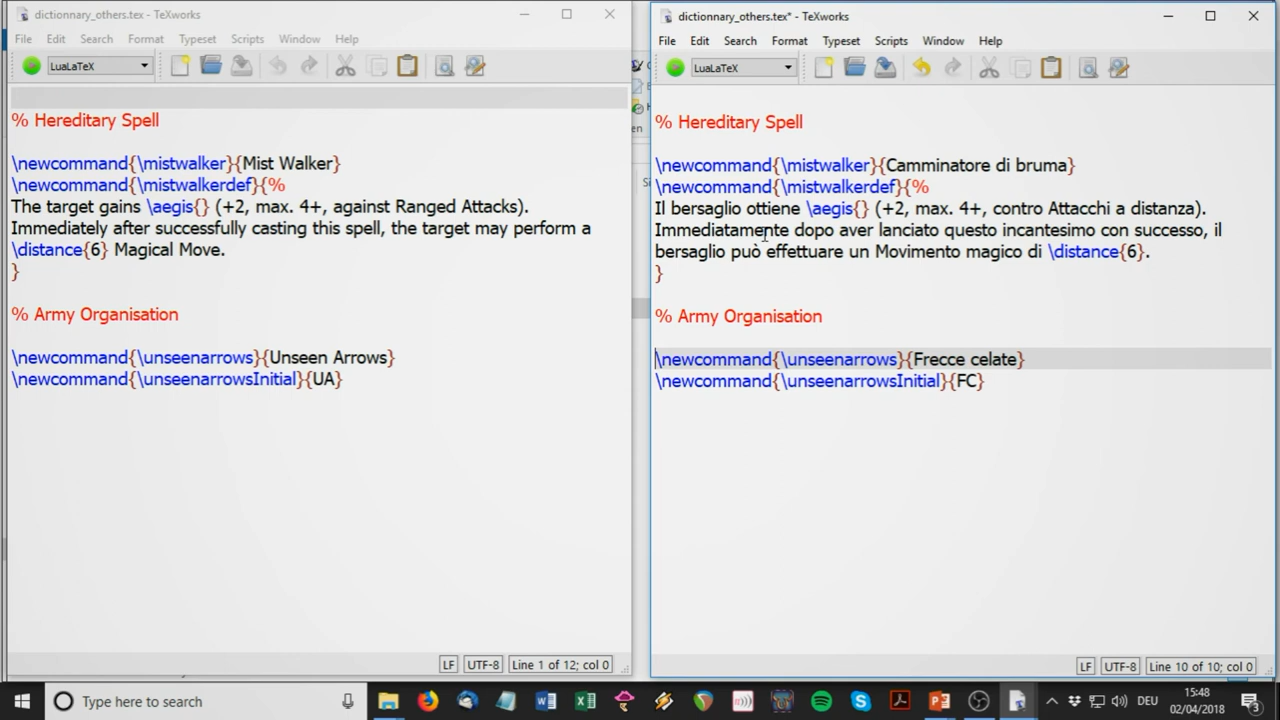 dictionnary_others.tex - TeXworks
File Edit Search Format Typeset Scripts Window Help
LuaLaTeX
% Hereditary Spell
\newcommand{\mistwalker}{Mist Walker}
\newcommand{\mistwalkerdef}{%
The target gains \aegis{} (+2, max. 4+, against Ranged Attacks).
Immediately after successfully casting this spell, the target may perform a
\distance{6} Magical Move.
}
% Army Organisation
\newcommand{\unseenarrows}{Unseen Arrows}
\newcommand{\unseenarrowsInitial}{UA}
LF UTF-8 Line 1 of 12; col 0
dictionnary_others.tex* - TeXworks
File Edit Search Format Typeset Scripts Window Help
LuaLaTeX
% Hereditary Spell
\newcommand{\mistwalker}{Camminatore di bruma}
\newcommand{\mistwalkerdef}{%
Il bersaglio ottiene \aegis{} (+2, max. 4+, contro Attacchi a distanza).
Immediatamente dopo aver lanciato questo incantesimo con successo, il
bersaglio può effettuare un Movimento magico di \distance{6}.
}
% Army Organisation
\newcommand{\unseenarrows}{Frecce celate}
\newcommand{\unseenarrowsInitial}{FC}
LF UTF-8 Line 10 of 10; col 0
Type here to search
DEU
15:48
02/04/2018
3